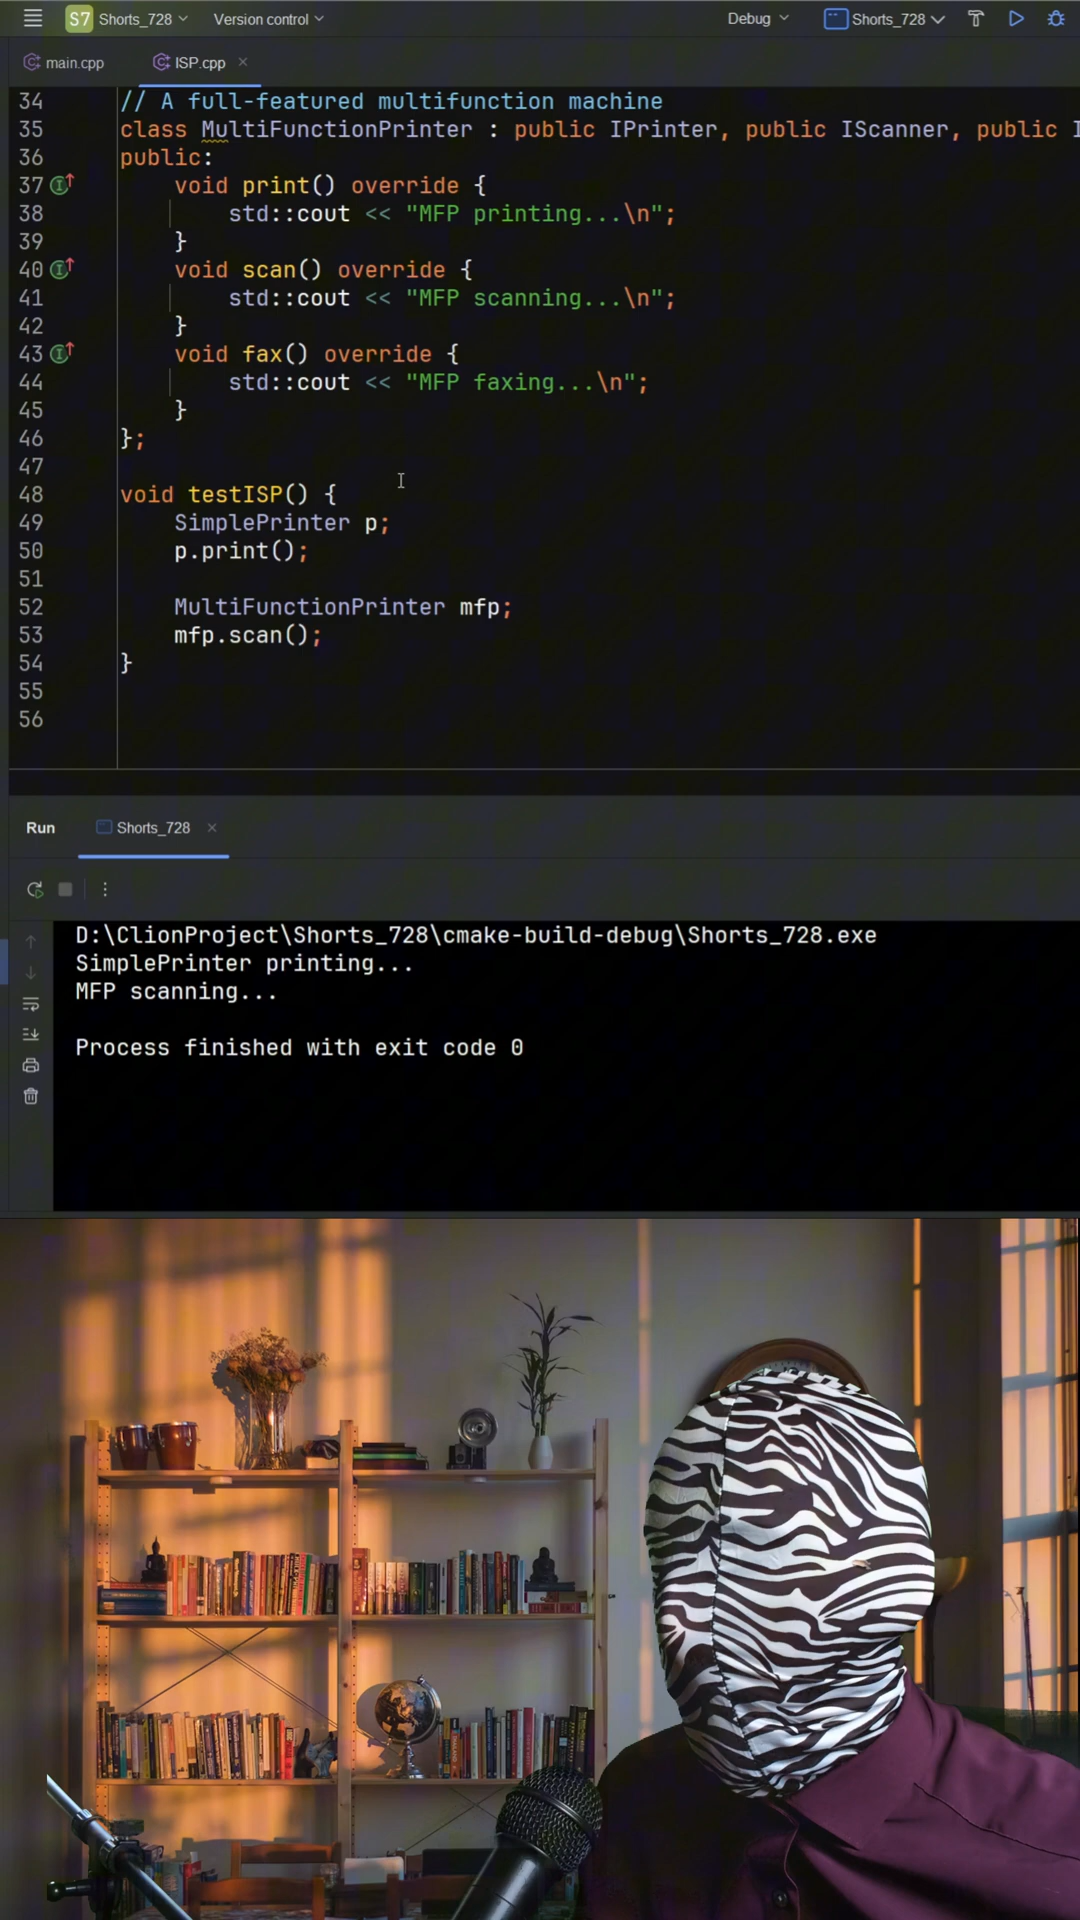 S7 Shorts_728 Version control Debug Shorts_728
main.cpp ISP.cpp
34 // A full-featured multifunction machine
35 class MultiFunctionPrinter : public IPrinter, public IScanner, public I
36 public:
37 void print() override {
38 std::cout << "MFP printing...\n";
39 }
40 void scan() override {
41 std::cout << "MFP scanning...\n";
42 }
43 void fax() override {
44 std::cout << "MFP faxing...\n";
45 }
46 };
47
48 void testISP() {
49 SimplePrinter p;
50 p.print();
51
52 MultiFunctionPrinter mfp;
53 mfp.scan();
54 }
55
56
Run Shorts_728
D:\ClionProject\Shorts_728\cmake-build-debug\Shorts_728.exe
SimplePrinter printing...
MFP scanning...
Process finished with exit code 0